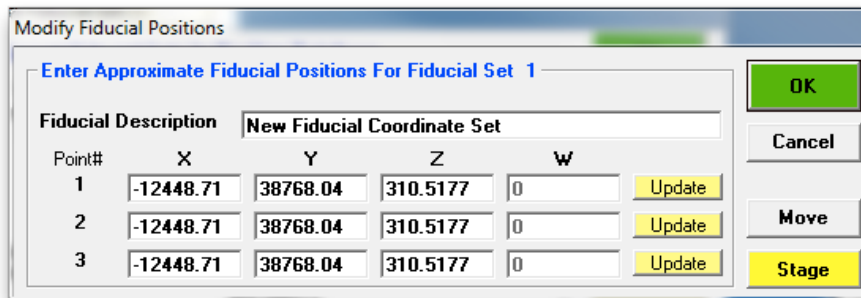 Modify Fiducial Positions
Enter Approximate Fiducial Positions For Fiducial Set 1
OK
Fiducial Description New Fiducial Coordinate Set
Cancel
Point# X Y Z W
1 -12448.71 38768.04 310.5177 0 Update
2 -12448.71 38768.04 310.5177 0 Update
Move
3 -12448.71 38768.04 310.5177 0 Update
Stage